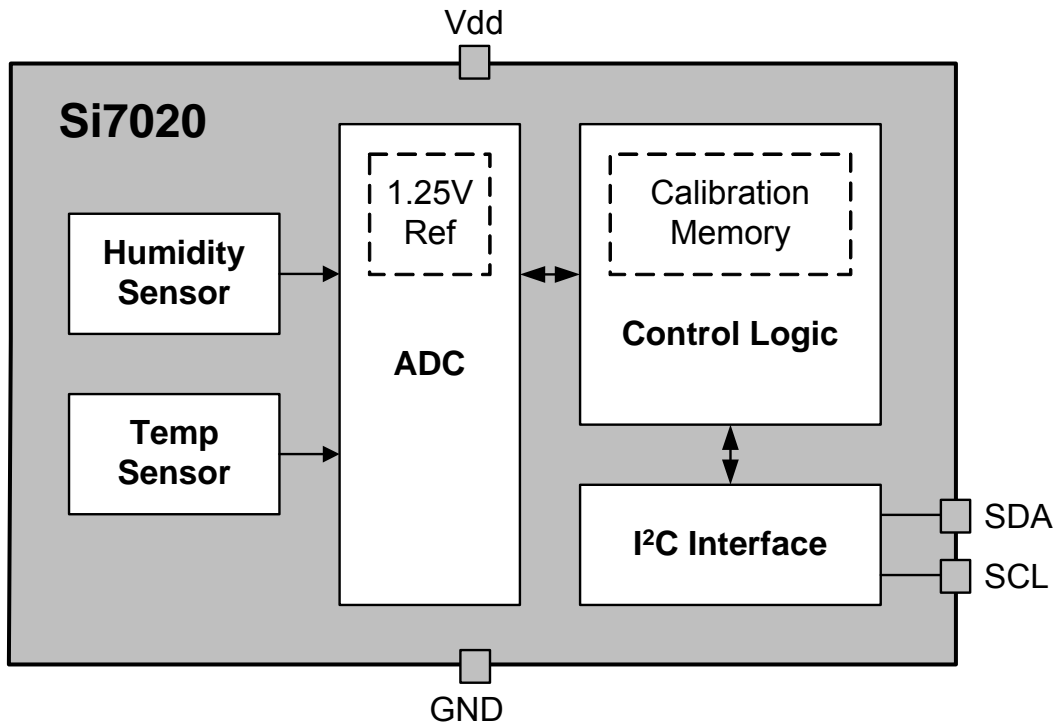 Vdd
Si7020
1.25V
Ref
Calibration
Memory
Humidity
Sensor
Control Logic
ADC
Temp
Sensor
I²C Interface
SDA
SCL
GND